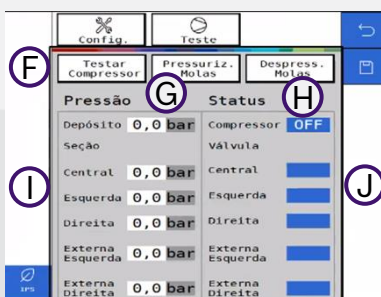 Config.
Teste
F
Testar
Compressor
Pressuriz.
Molas
Despress.
Molas
G
H
Pressão
Status
Depósito 0,0 bar
Compressor OFF
Seção
Válvula
I
J
Central 0,0 bar
Central
Esquerda 0,0 bar
Esquerda
Direita 0,0 bar
Direita
Externa
Esquerda 0,0 bar
Externa
Esquerda
Externa
Direita 0,0 bar
Externa
Direita
IPS